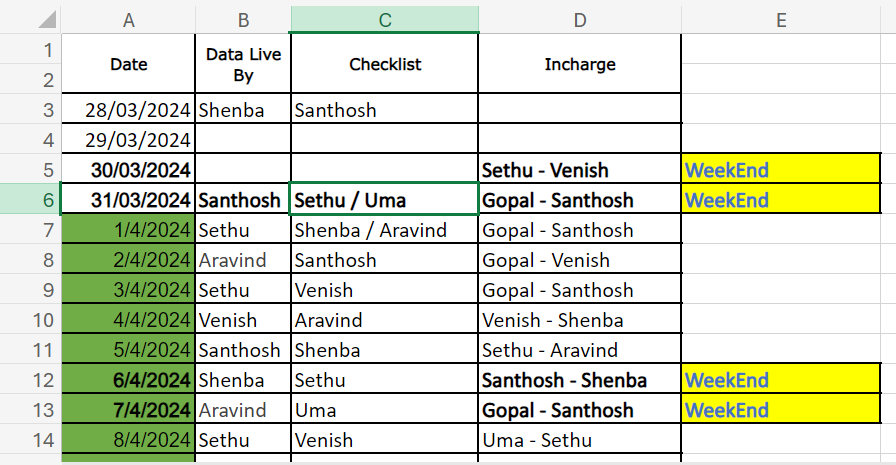 A B C D E
1 Date Data Live By Checklist Incharge
2
3 28/03/2024 Shenba Santhosh
4 29/03/2024
5 30/03/2024 Sethu - Venish WeekEnd
6 31/03/2024 Santhosh Sethu / Uma Gopal - Santhosh WeekEnd
7 1/4/2024 Sethu Shenba / Aravind Gopal - Santhosh
8 2/4/2024 Aravind Santhosh Gopal - Venish
9 3/4/2024 Sethu Venish Gopal - Santhosh
10 4/4/2024 Venish Aravind Venish - Shenba
11 5/4/2024 Santhosh Shenba Sethu - Aravind
12 6/4/2024 Shenba Sethu Santhosh - Shenba WeekEnd
13 7/4/2024 Aravind Uma Gopal - Santhosh WeekEnd
14 8/4/2024 Sethu Venish Uma - Sethu